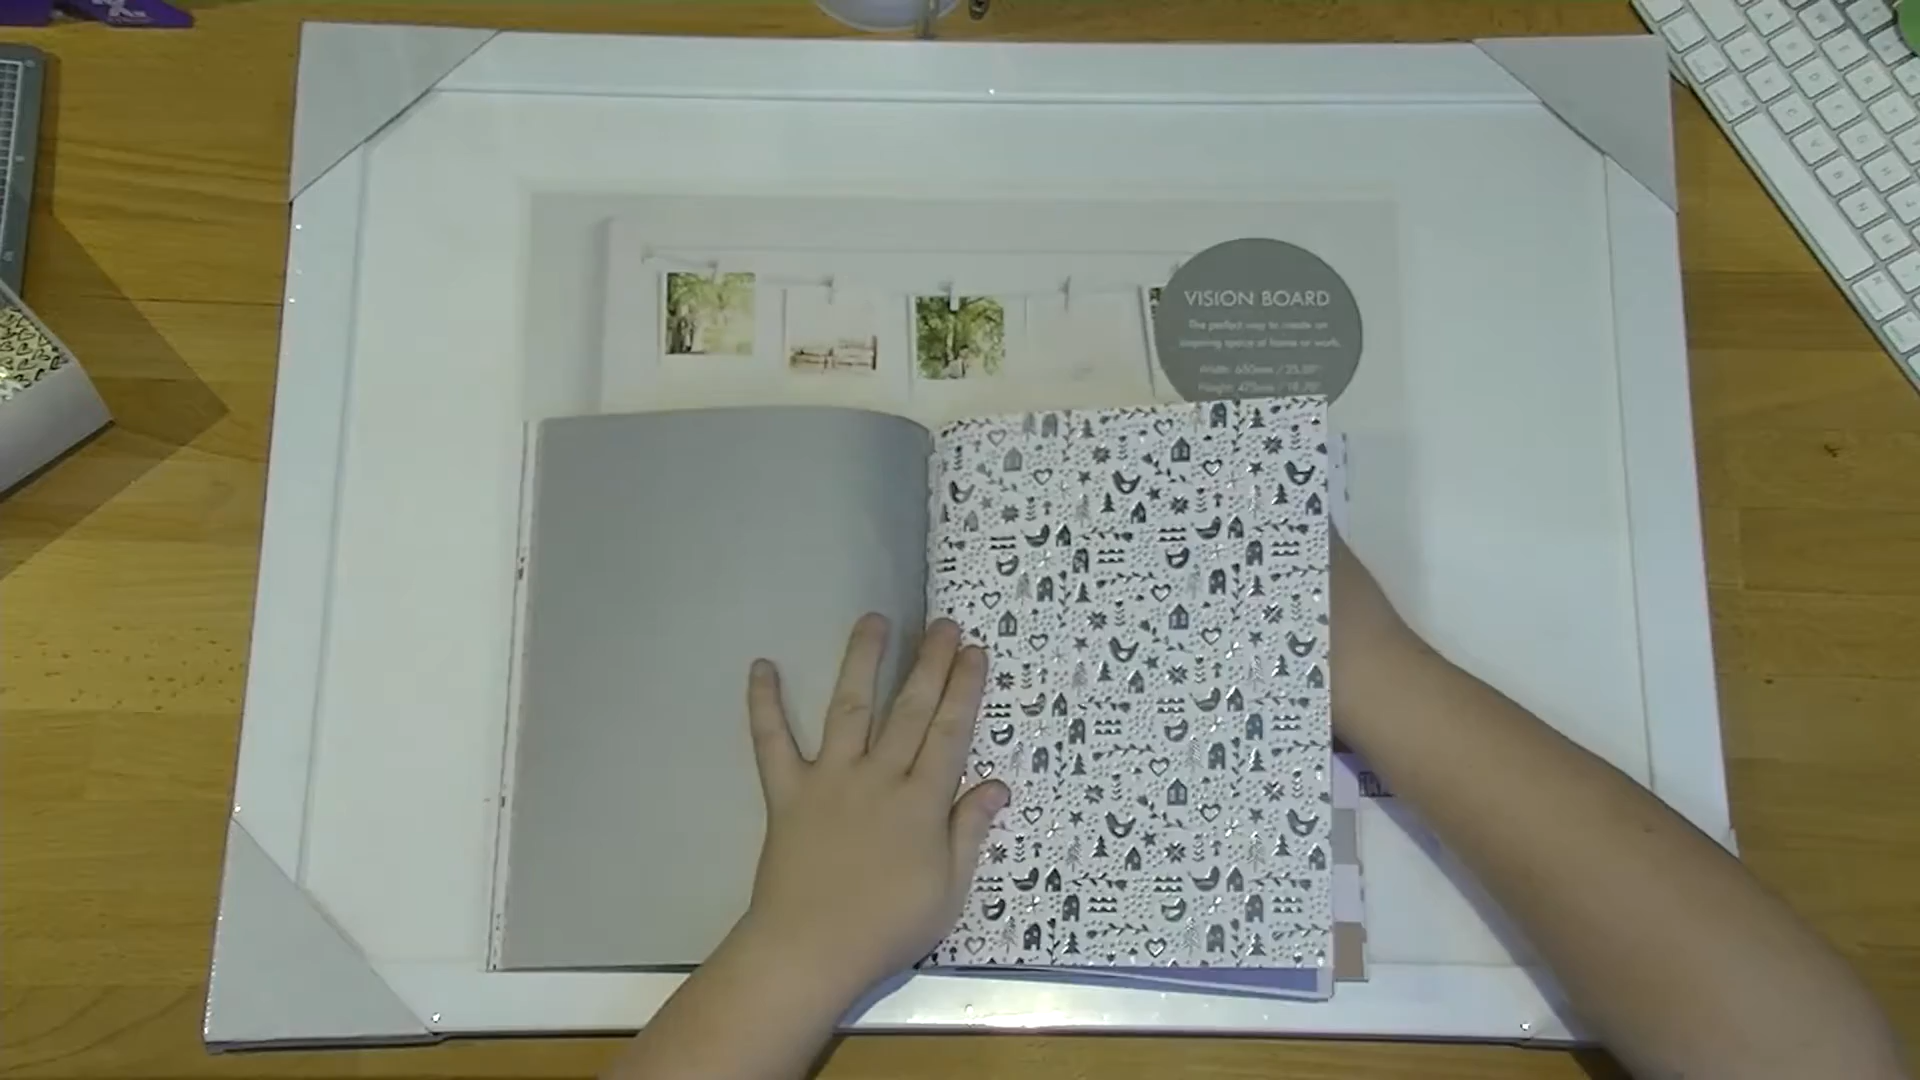 VISION BOARD
The perfect way to create an
inspiring space at home or work.
Width: 650mm / 25.59"
Height: 475mm / 18.70"